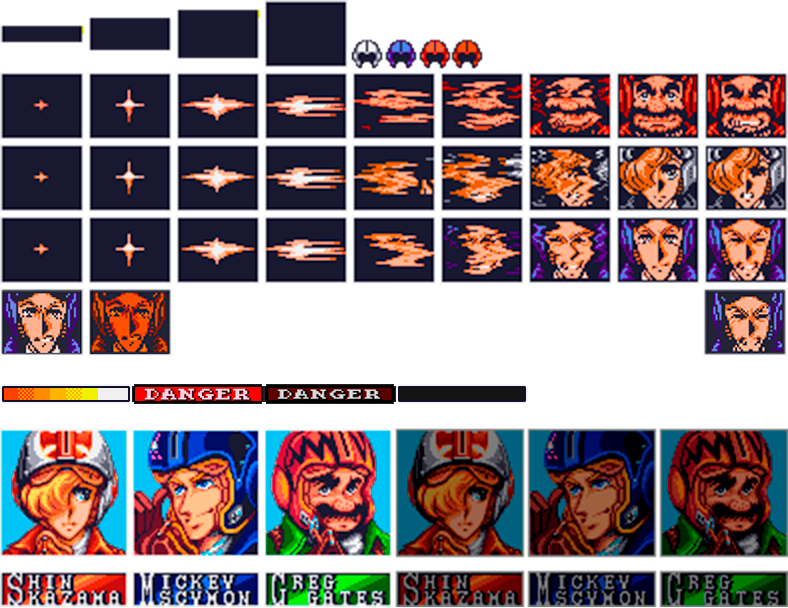 DANGER DANGER
SHIN KAZAMA
MICKEY SCYMON
GREG GATES
SHIN KAZAMA
MICKEY SCYMON
GREG GATES